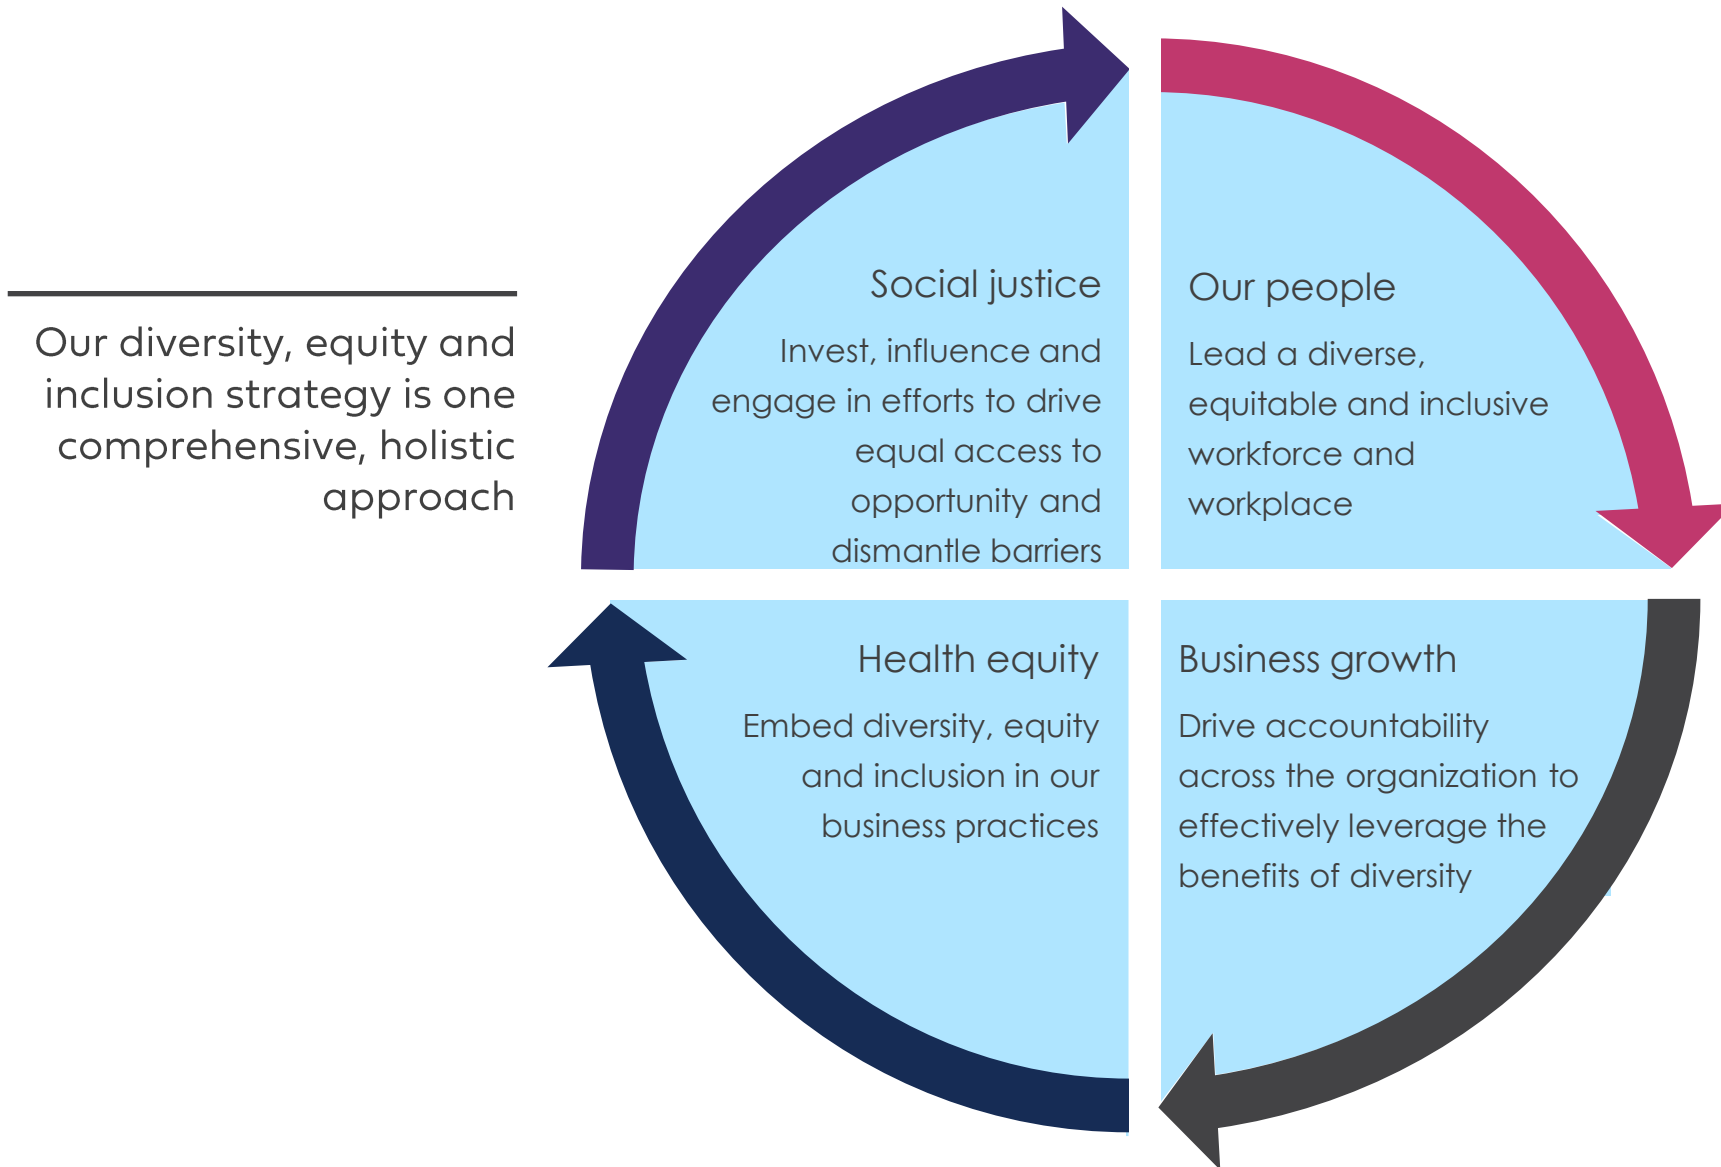 Our diversity, equity and
inclusion strategy is one
comprehensive, holistic
approach
Social justice
Invest, influence and
engage in efforts to drive
equal access to
opportunity and
dismantle barriers
Our people
Lead a diverse,
equitable and inclusive
workforce and
workplace
Health equity
Embed diversity, equity
and inclusion in our
business practices
Business growth
Drive accountability
across the organization to
effectively leverage the
benefits of diversity